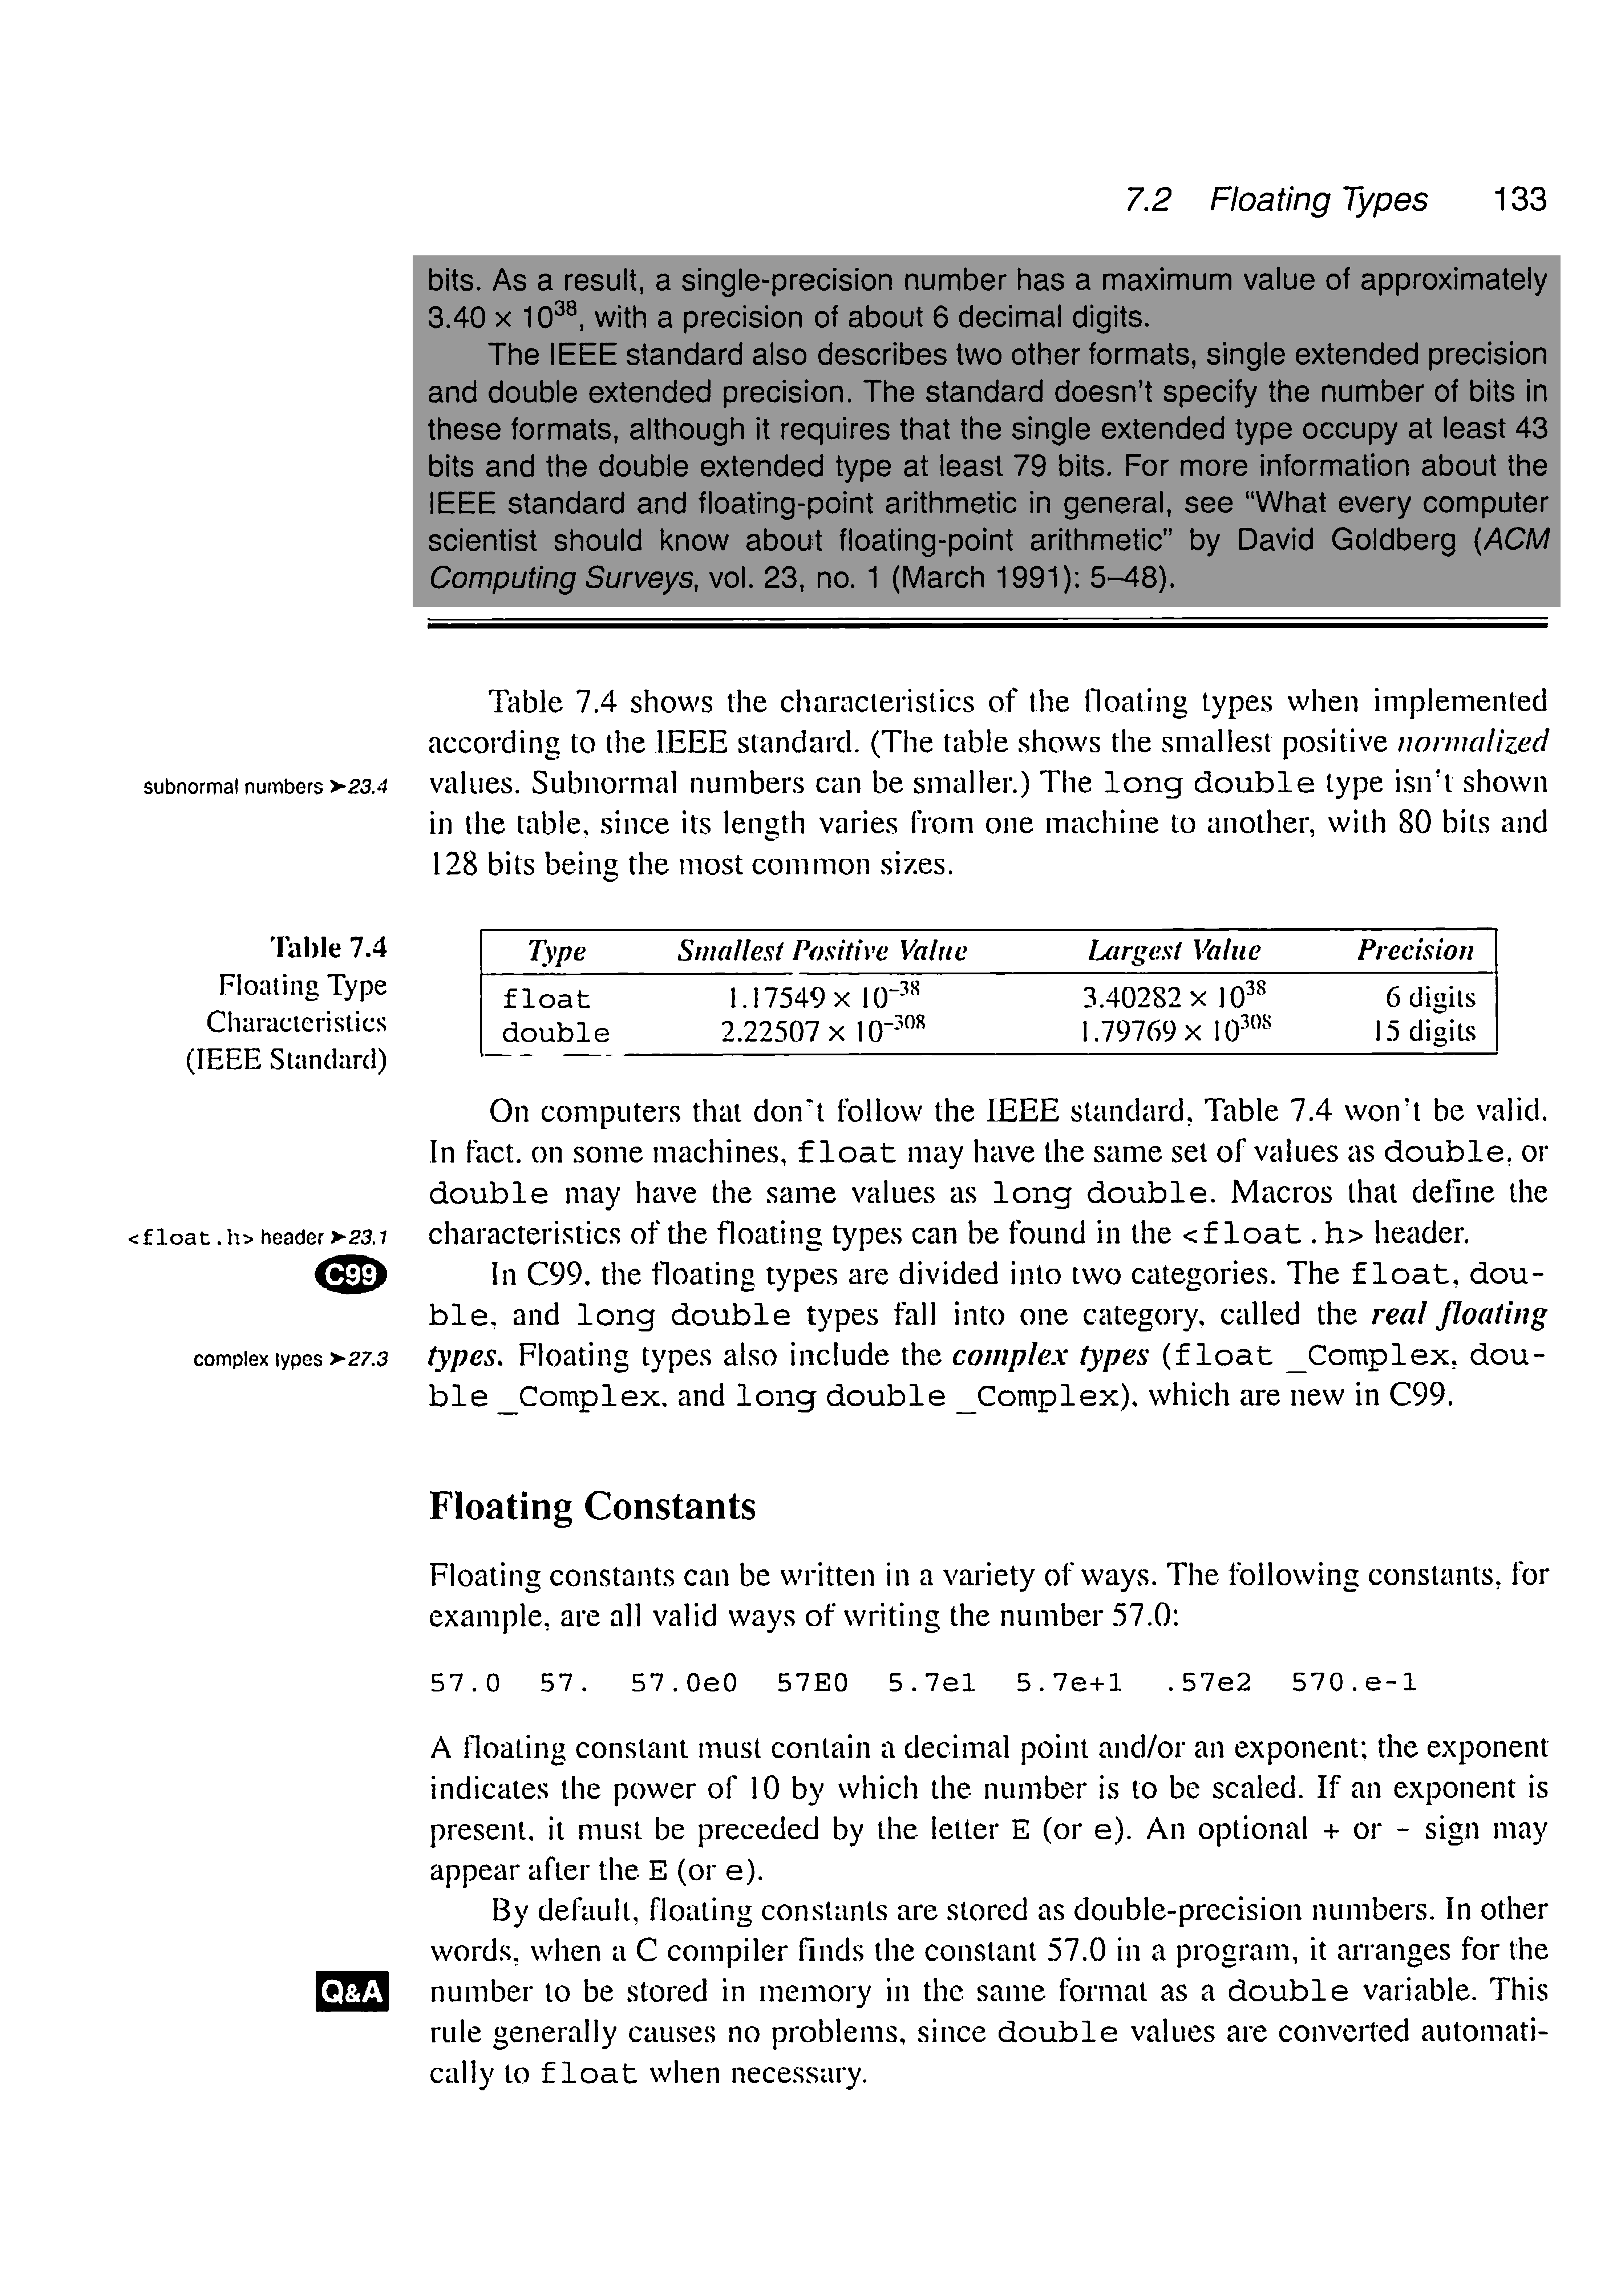 7.2 Floating Types 133
bits. As a result, a single-precision number has a maximum value of approximately
3.40 x 10³⁸, with a precision of about 6 decimal digits.
The IEEE standard also describes two other formats, single extended precision
and double extended precision. The standard doesn't specify the number of bits in
these formats, although it requires that the single extended type occupy at least 43
bits and the double extended type at least 79 bits. For more information about the
IEEE standard and floating-point arithmetic in general, see "What every computer
scientist should know about floating-point arithmetic" by David Goldberg (ACM
Computing Surveys, vol. 23, no. 1 (March 1991): 5–48).
Table 7.4 shows the characteristics of the floating types when implemented
according to the IEEE standard. (The table shows the smallest positive normalized
subnormal numbers ➤23.4
values. Subnormal numbers can be smaller.) The long double type isn't shown
in the table, since its length varies from one machine to another, with 80 bits and
128 bits being the most common sizes.
Table 7.4
Floating Type
Characteristics
(IEEE Standard)
Type Smallest Positive Value Largest Value Precision
float 1.17549 x 10⁻³⁸ 3.40282 x 10³⁸ 6 digits
double 2.22507 x 10⁻³⁰⁸ 1.79769 x 10³⁰⁸ 15 digits
On computers that don't follow the IEEE standard, Table 7.4 won't be valid.
In fact, on some machines, float may have the same set of values as double, or
double may have the same values as long double. Macros that define the
<float.h> header ➤23.1
characteristics of the floating types can be found in the <float.h> header.
C99
In C99, the floating types are divided into two categories. The float, dou-
ble, and long double types fall into one category, called the real floating
complex types ➤27.3
types. Floating types also include the complex types (float _Complex, dou-
ble _Complex, and long double _Complex), which are new in C99.
Floating Constants
Floating constants can be written in a variety of ways. The following constants, for
example, are all valid ways of writing the number 57.0:
57.0 57. 57.0e0 57E0 5.7e1 5.7e+1 .57e2 570.e-1
A floating constant must contain a decimal point and/or an exponent; the exponent
indicates the power of 10 by which the number is to be scaled. If an exponent is
present, it must be preceded by the letter E (or e). An optional + or - sign may
appear after the E (or e).
By default, floating constants are stored as double-precision numbers. In other
words, when a C compiler finds the constant 57.0 in a program, it arranges for the
Q&A
number to be stored in memory in the same format as a double variable. This
rule generally causes no problems, since double values are converted automati-
cally to float when necessary.